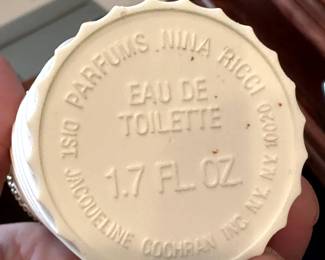 PARFUMS NINA RICCI
EAU DE
TOILETTE
1.7 FL. OZ.
DIST JACQUELINE COCHRAN INC. N.Y. N.Y. 10020